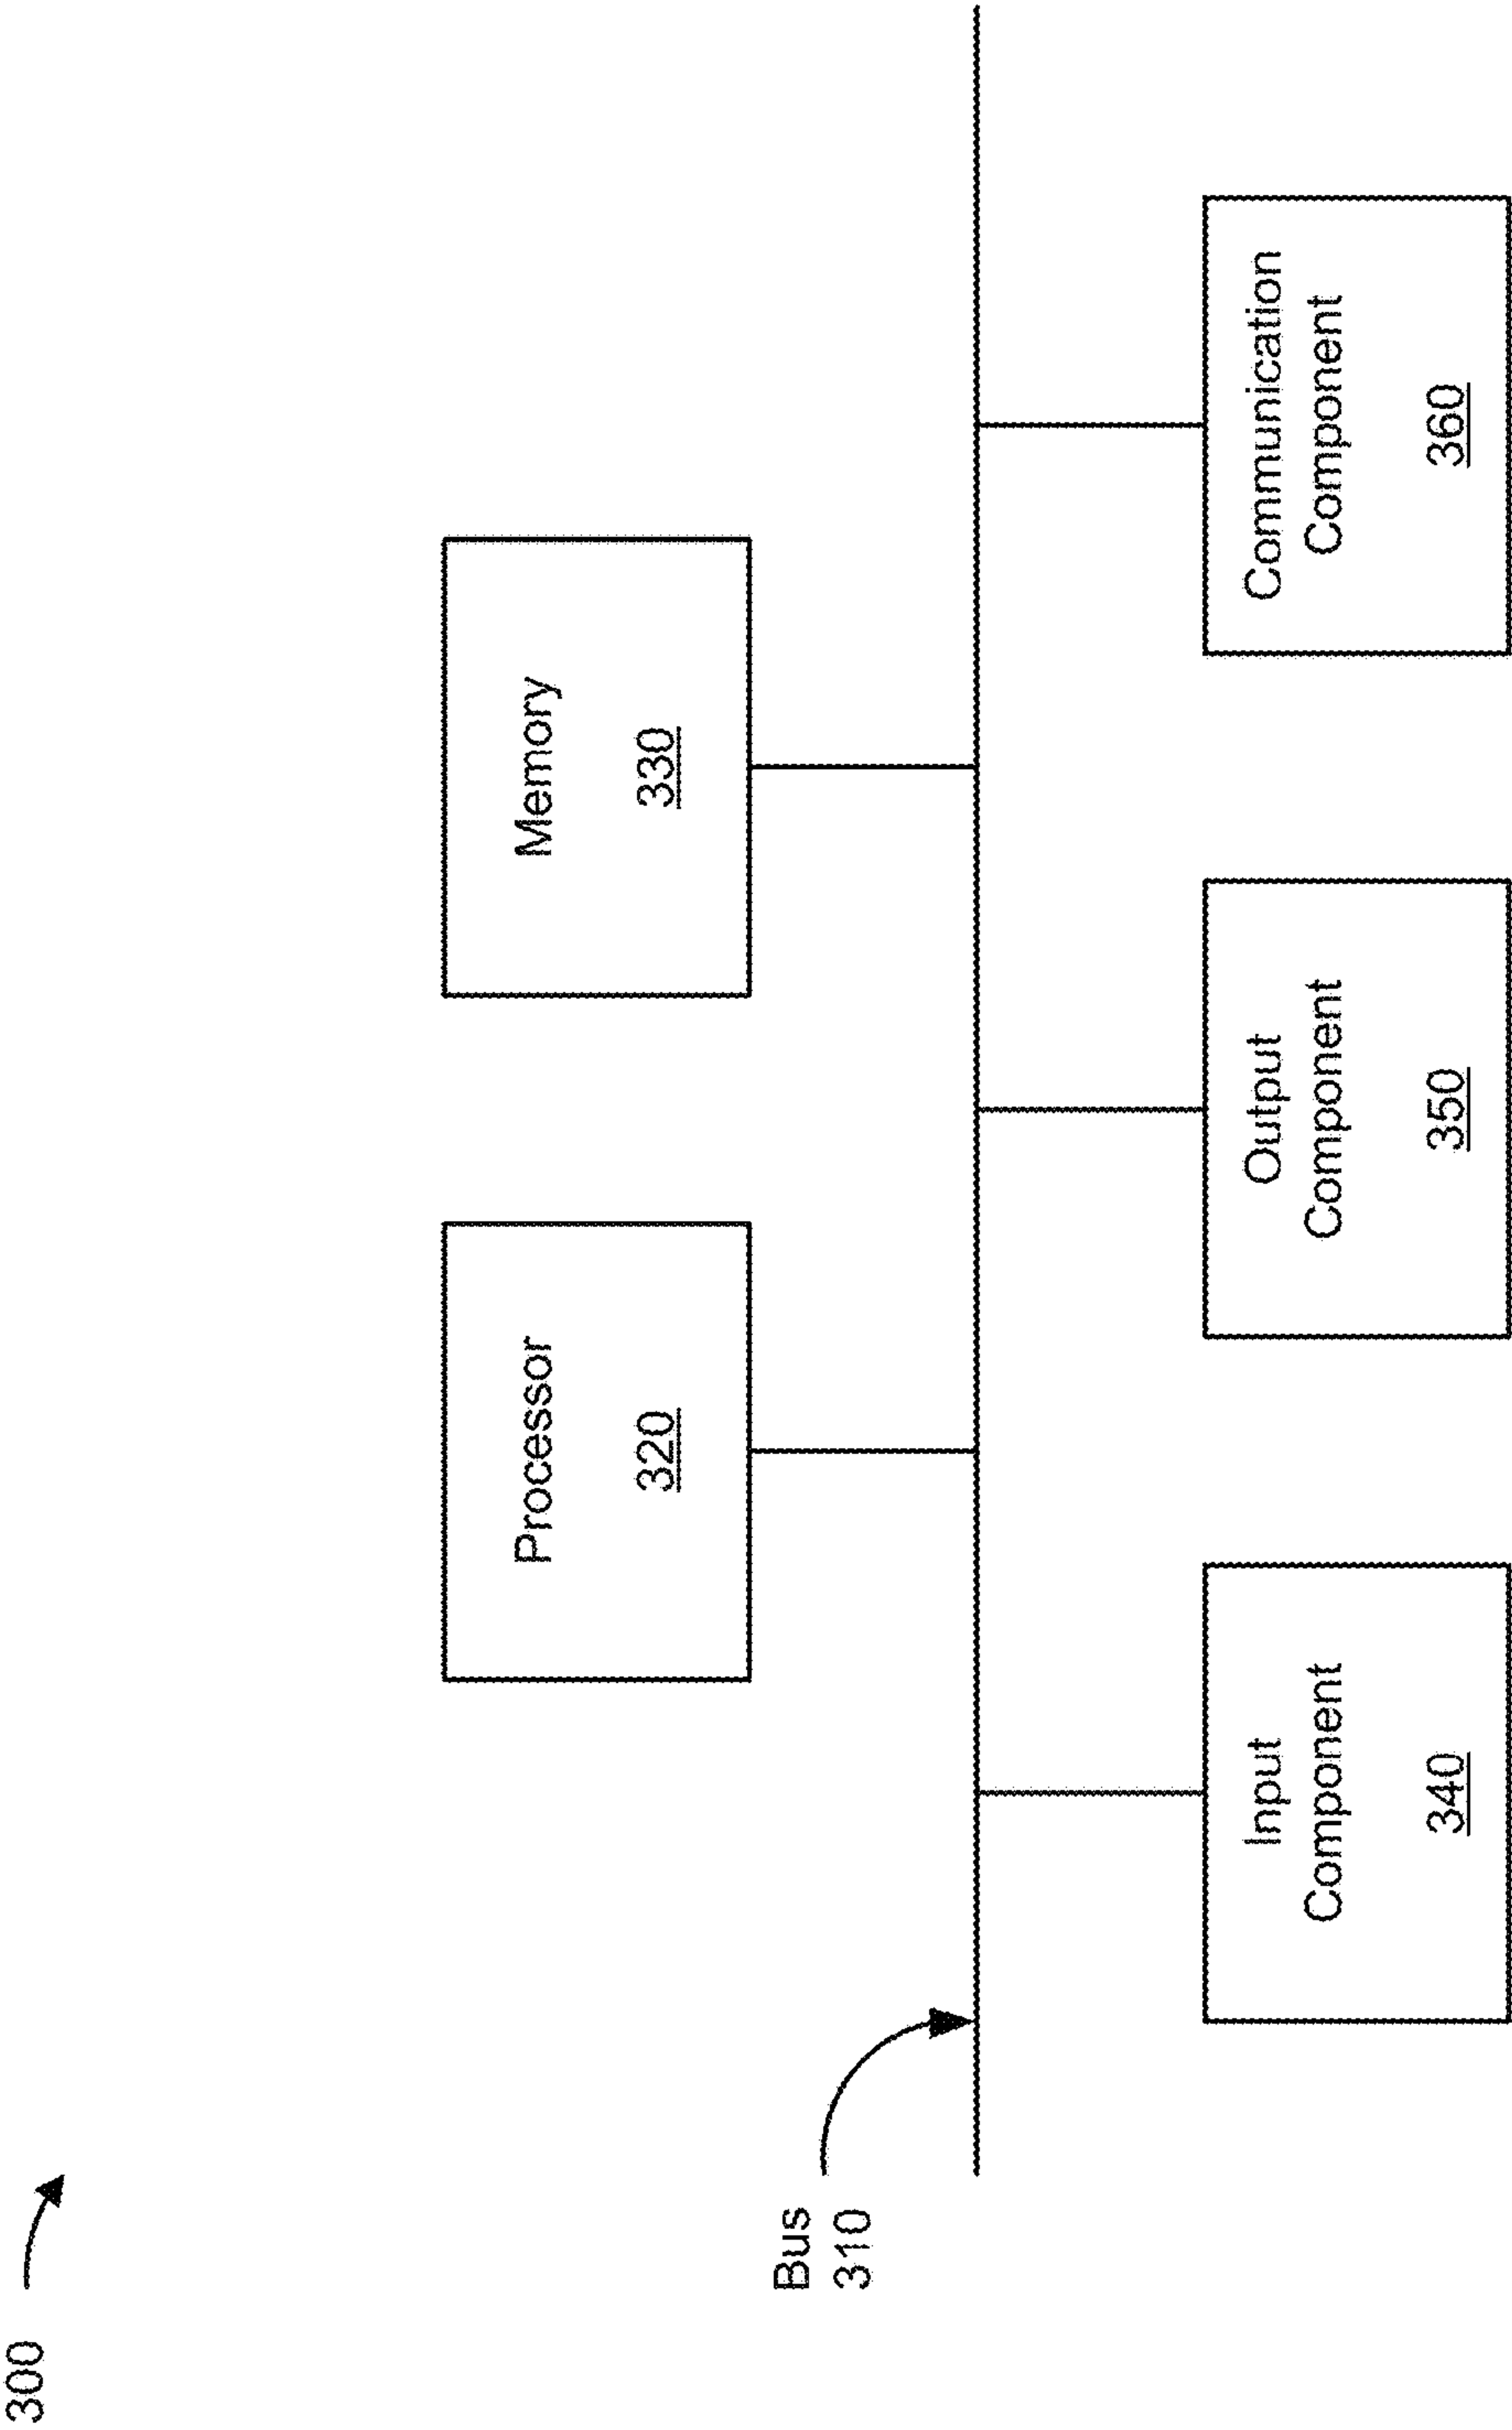 300
Processor
320
Memory
330
Bus
310
Input
Component
340
Output
Component
350
Communication
Component
360